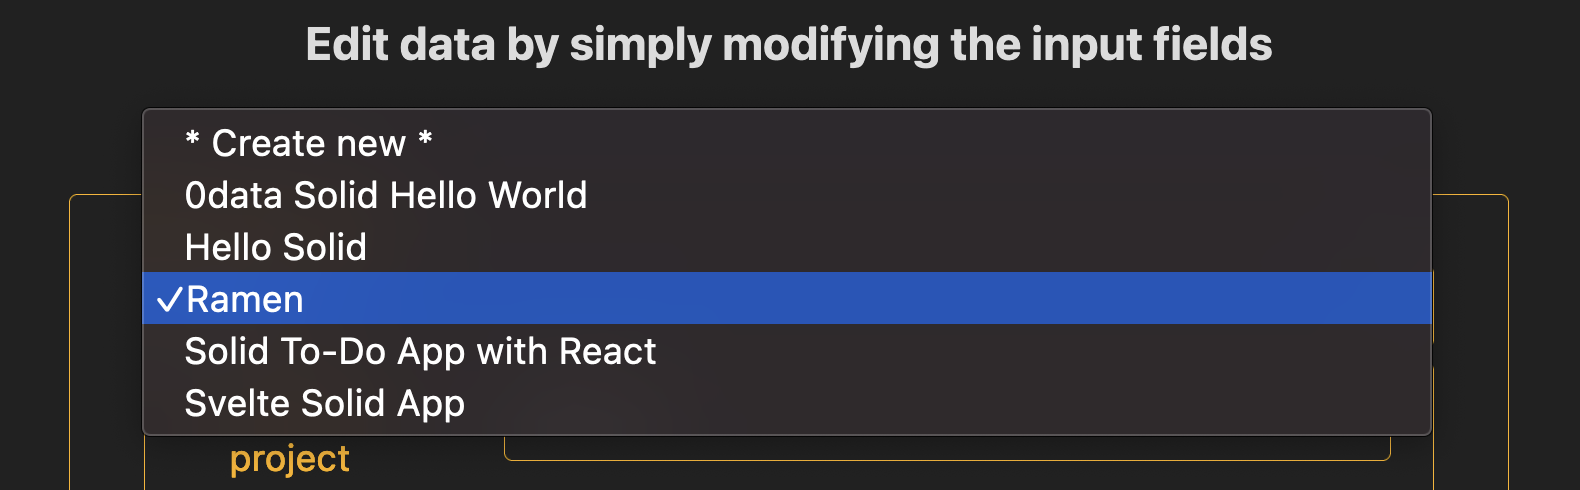 Edit data by simply modifying the input fields
* Create new *
0data Solid Hello World
Hello Solid
✓Ramen
Solid To-Do App with React
Svelte Solid App
project